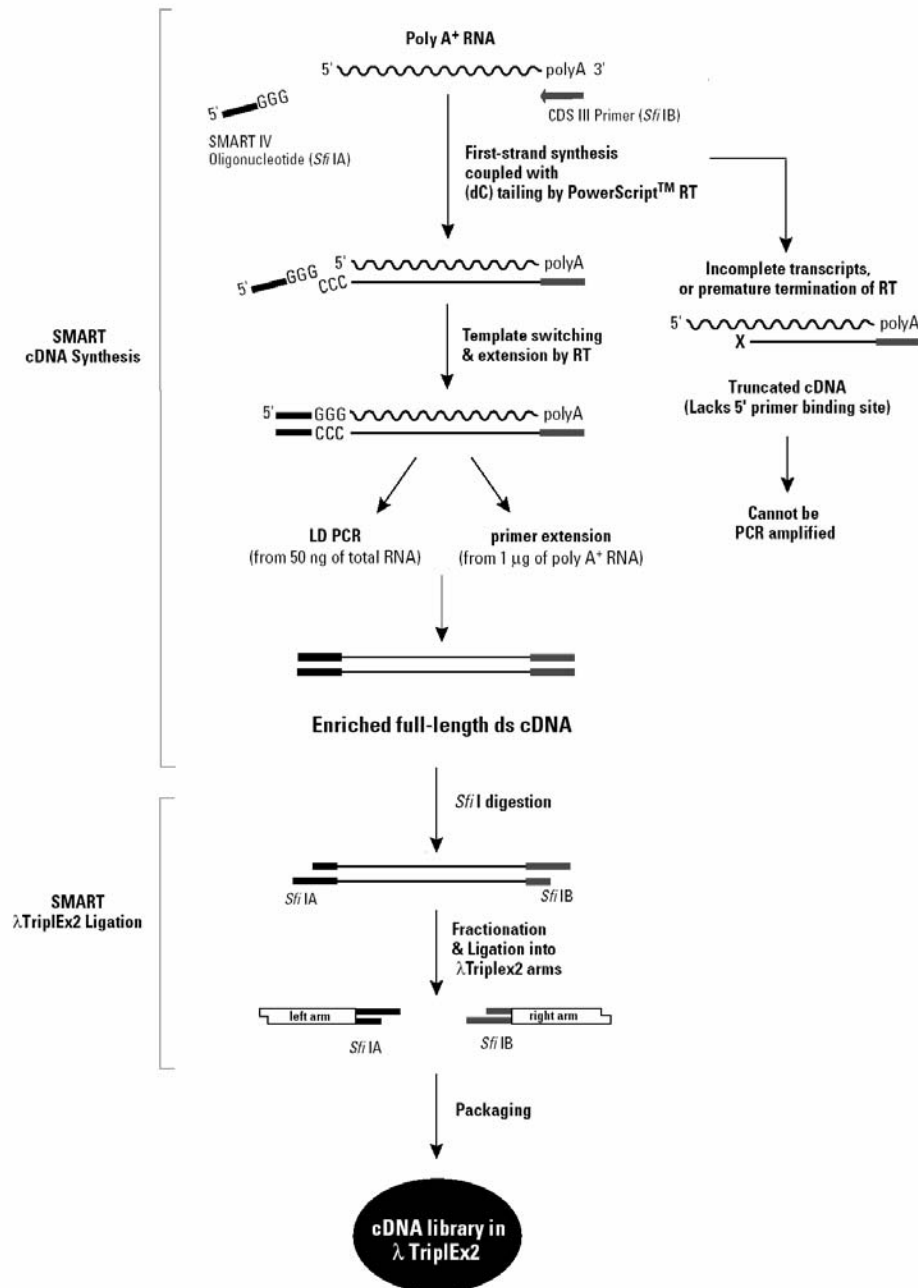 Poly A+ RNA
5'
polyA 3'
5'
GGG
SMART IV
Oligonucleotide (Sfi IA)
CDS III Primer (Sfi IB)
First-strand synthesis
coupled with
(dC) tailing by PowerScript™ RT
5'
polyA
GGG
CCC
Incomplete transcripts,
or premature termination of RT
5'
polyA
X
SMART
cDNA Synthesis
Template switching
& extension by RT
Truncated cDNA
(Lacks 5' primer binding site)
5'
GGG
polyA
CCC
Cannot be
PCR amplified
LD PCR
(from 50 ng of total RNA)
primer extension
(from 1 μg of poly A+ RNA)
Enriched full-length ds cDNA
Sfi I digestion
Sfi IA
Sfi IB
SMART
λTriplEx2 Ligation
Fractionation
& Ligation into
λTriplex2 arms
left arm
right arm
Sfi IA
Sfi IB
Packaging
cDNA library in
λ TriplEx2